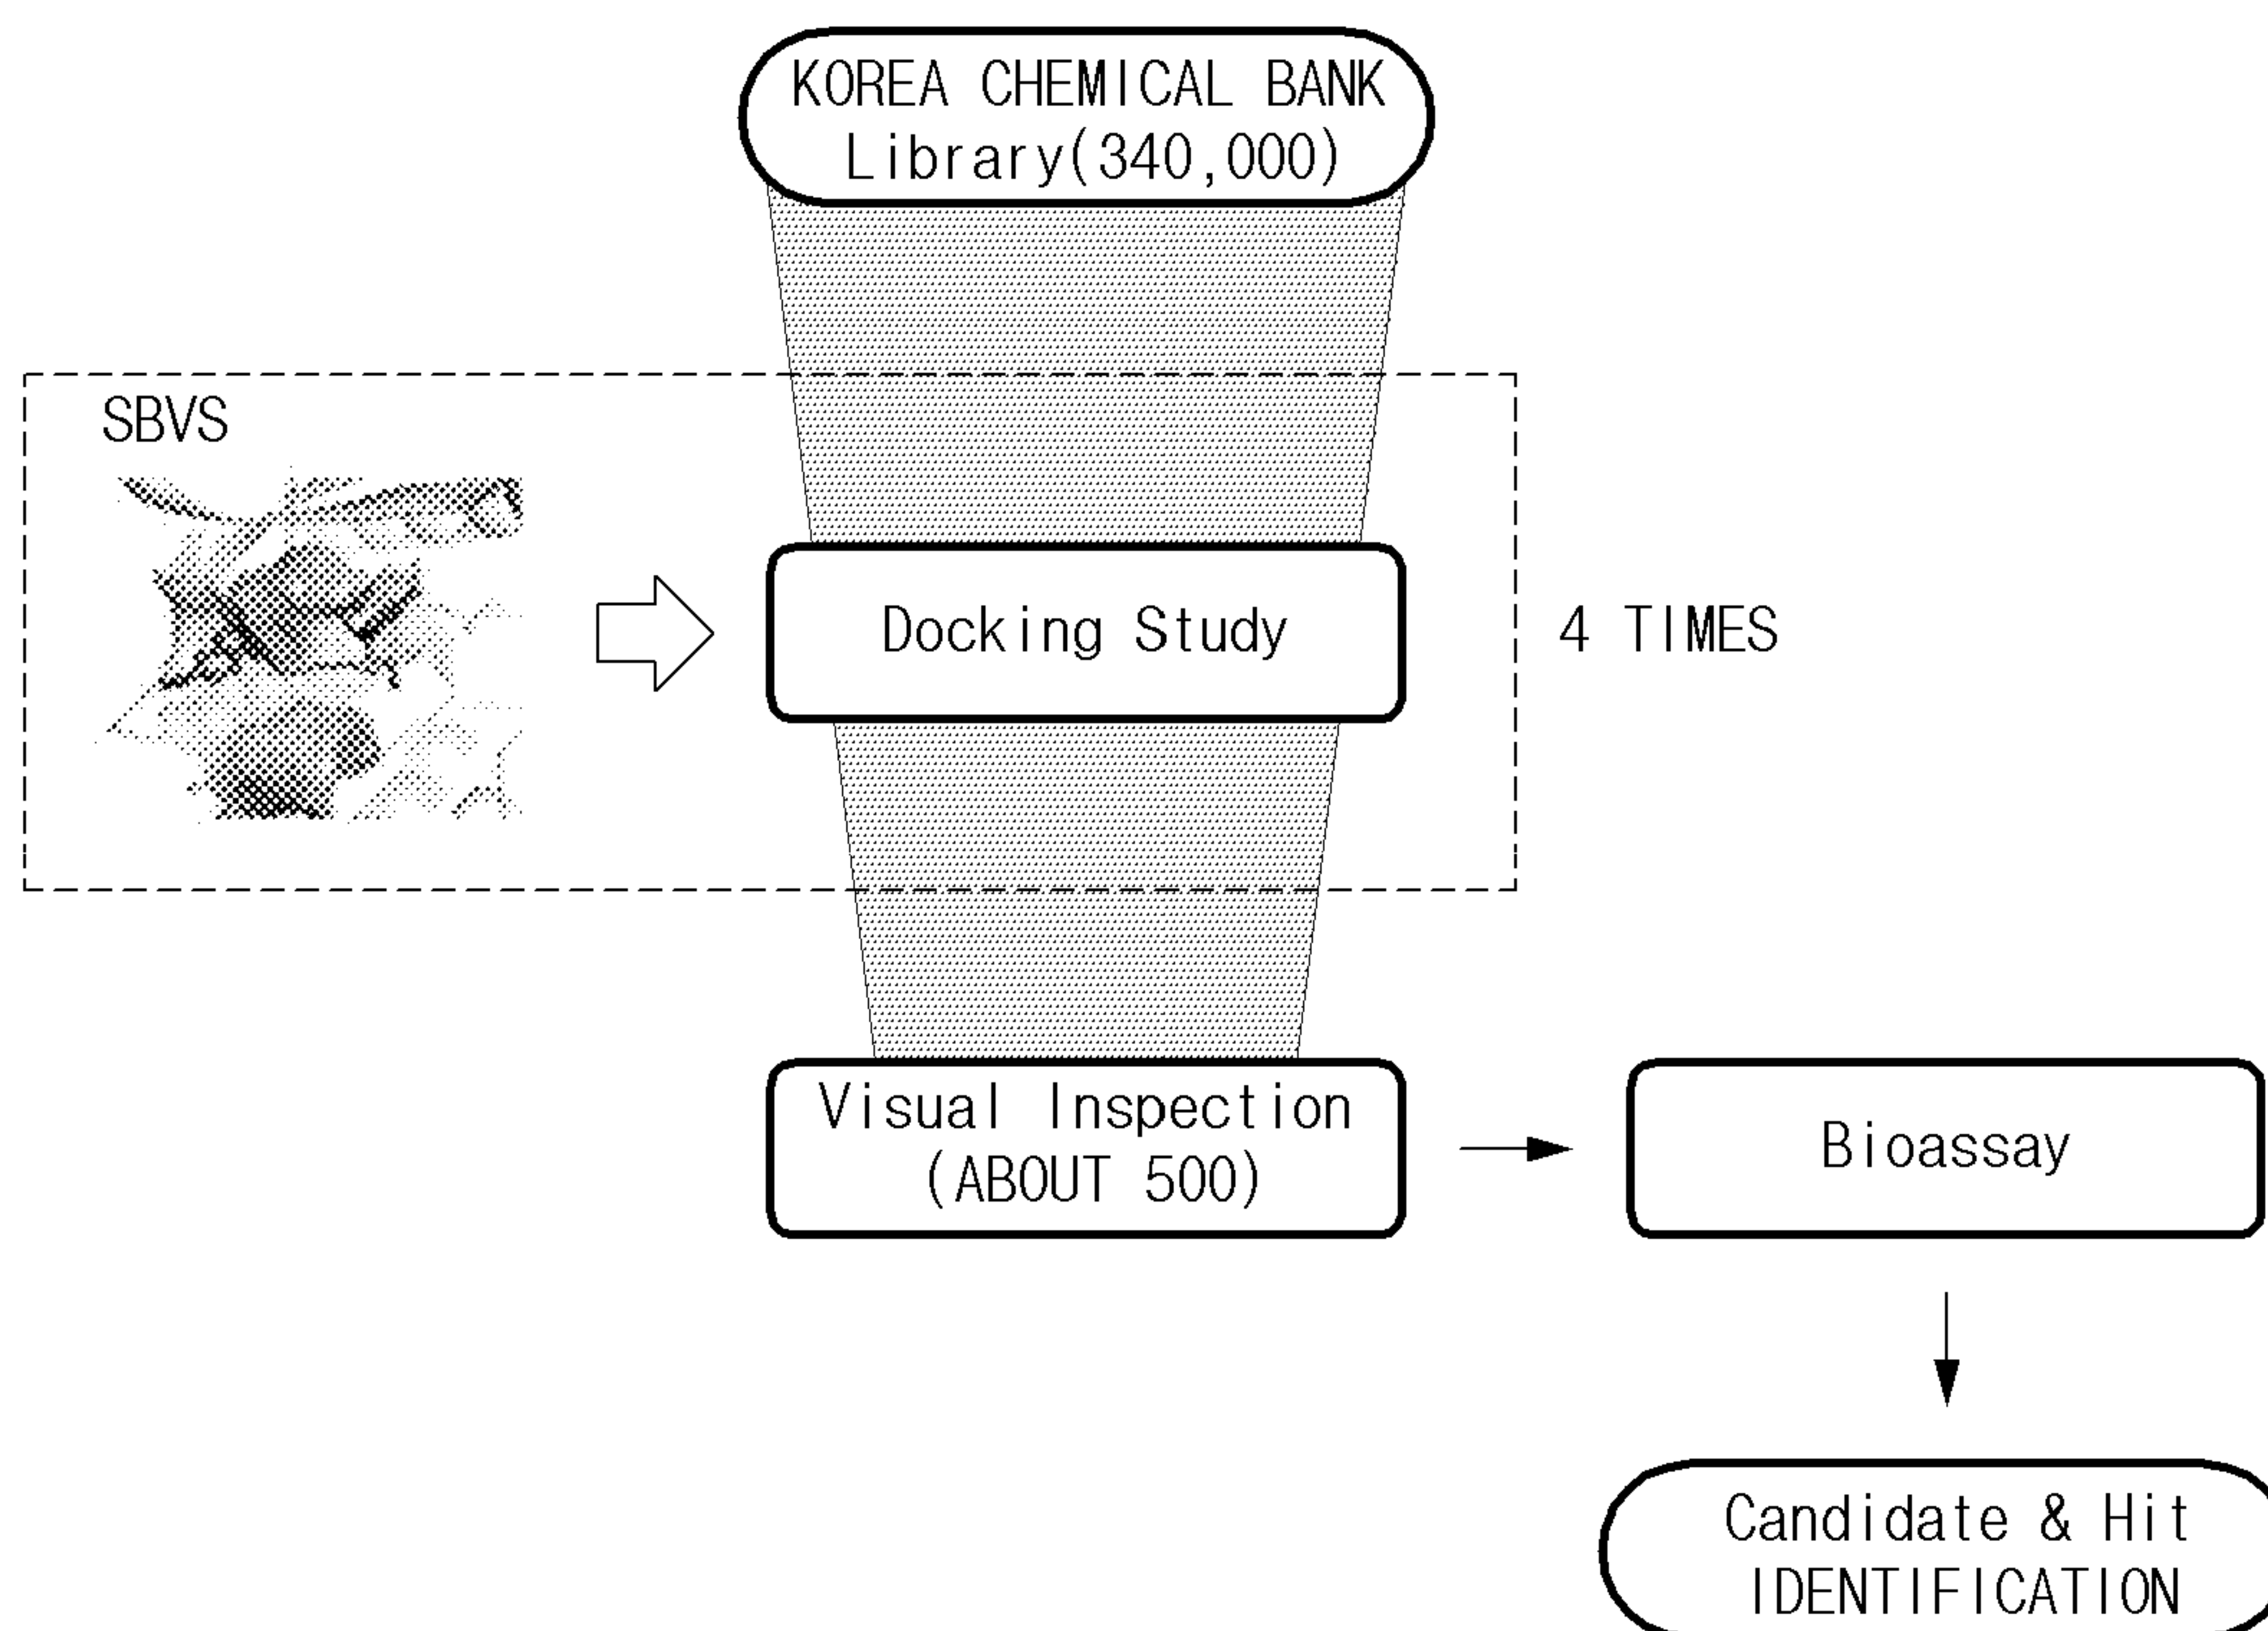 KOREA CHEMICAL BANK
Library(340,000)
SBVS
Docking Study
4 TIMES
Visual Inspection
(ABOUT 500)
Bioassay
Candidate & Hit
IDENTIFICATION